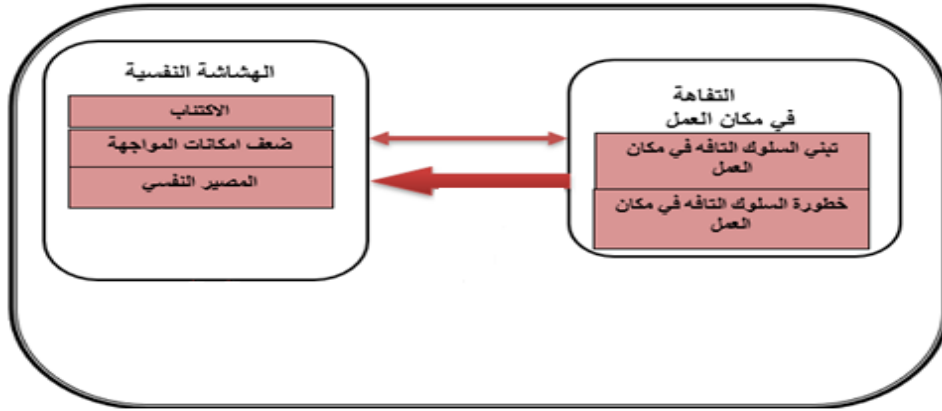 التفاهة
في مكان العمل
تبني السلوك التافه في مكان
العمل
خطورة السلوك التافه في مكان
العمل
الهشاشة النفسية
الاكتئاب
ضعف امكانات المواجهة
المصير النفسي